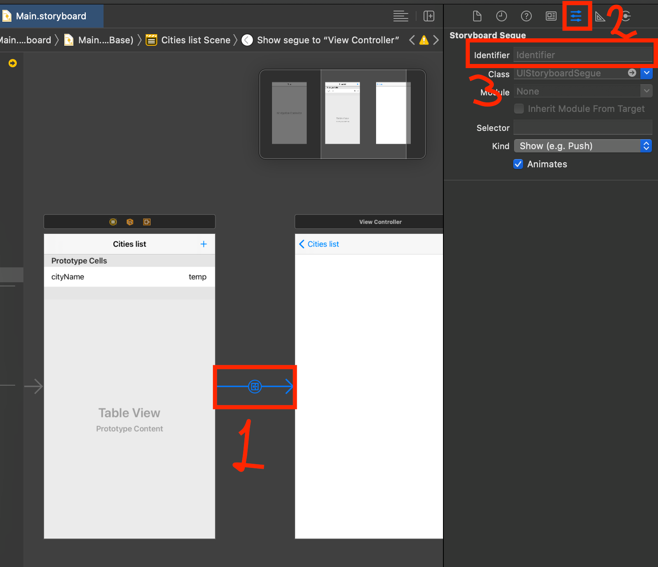 Main.storyboard
Main....board
Main....Base)
Cities list Scene
Show segue to “View Controller”
2
Storyboard Segue
Identifier Identifier
Class UIStoryboardSegue
3
Module None
Inherit Module From Target
Selector
Kind Show (e.g. Push)
Animates
View Controller
Cities list +
Cities list
Prototype Cells
cityName temp
Table View
Prototype Content
1